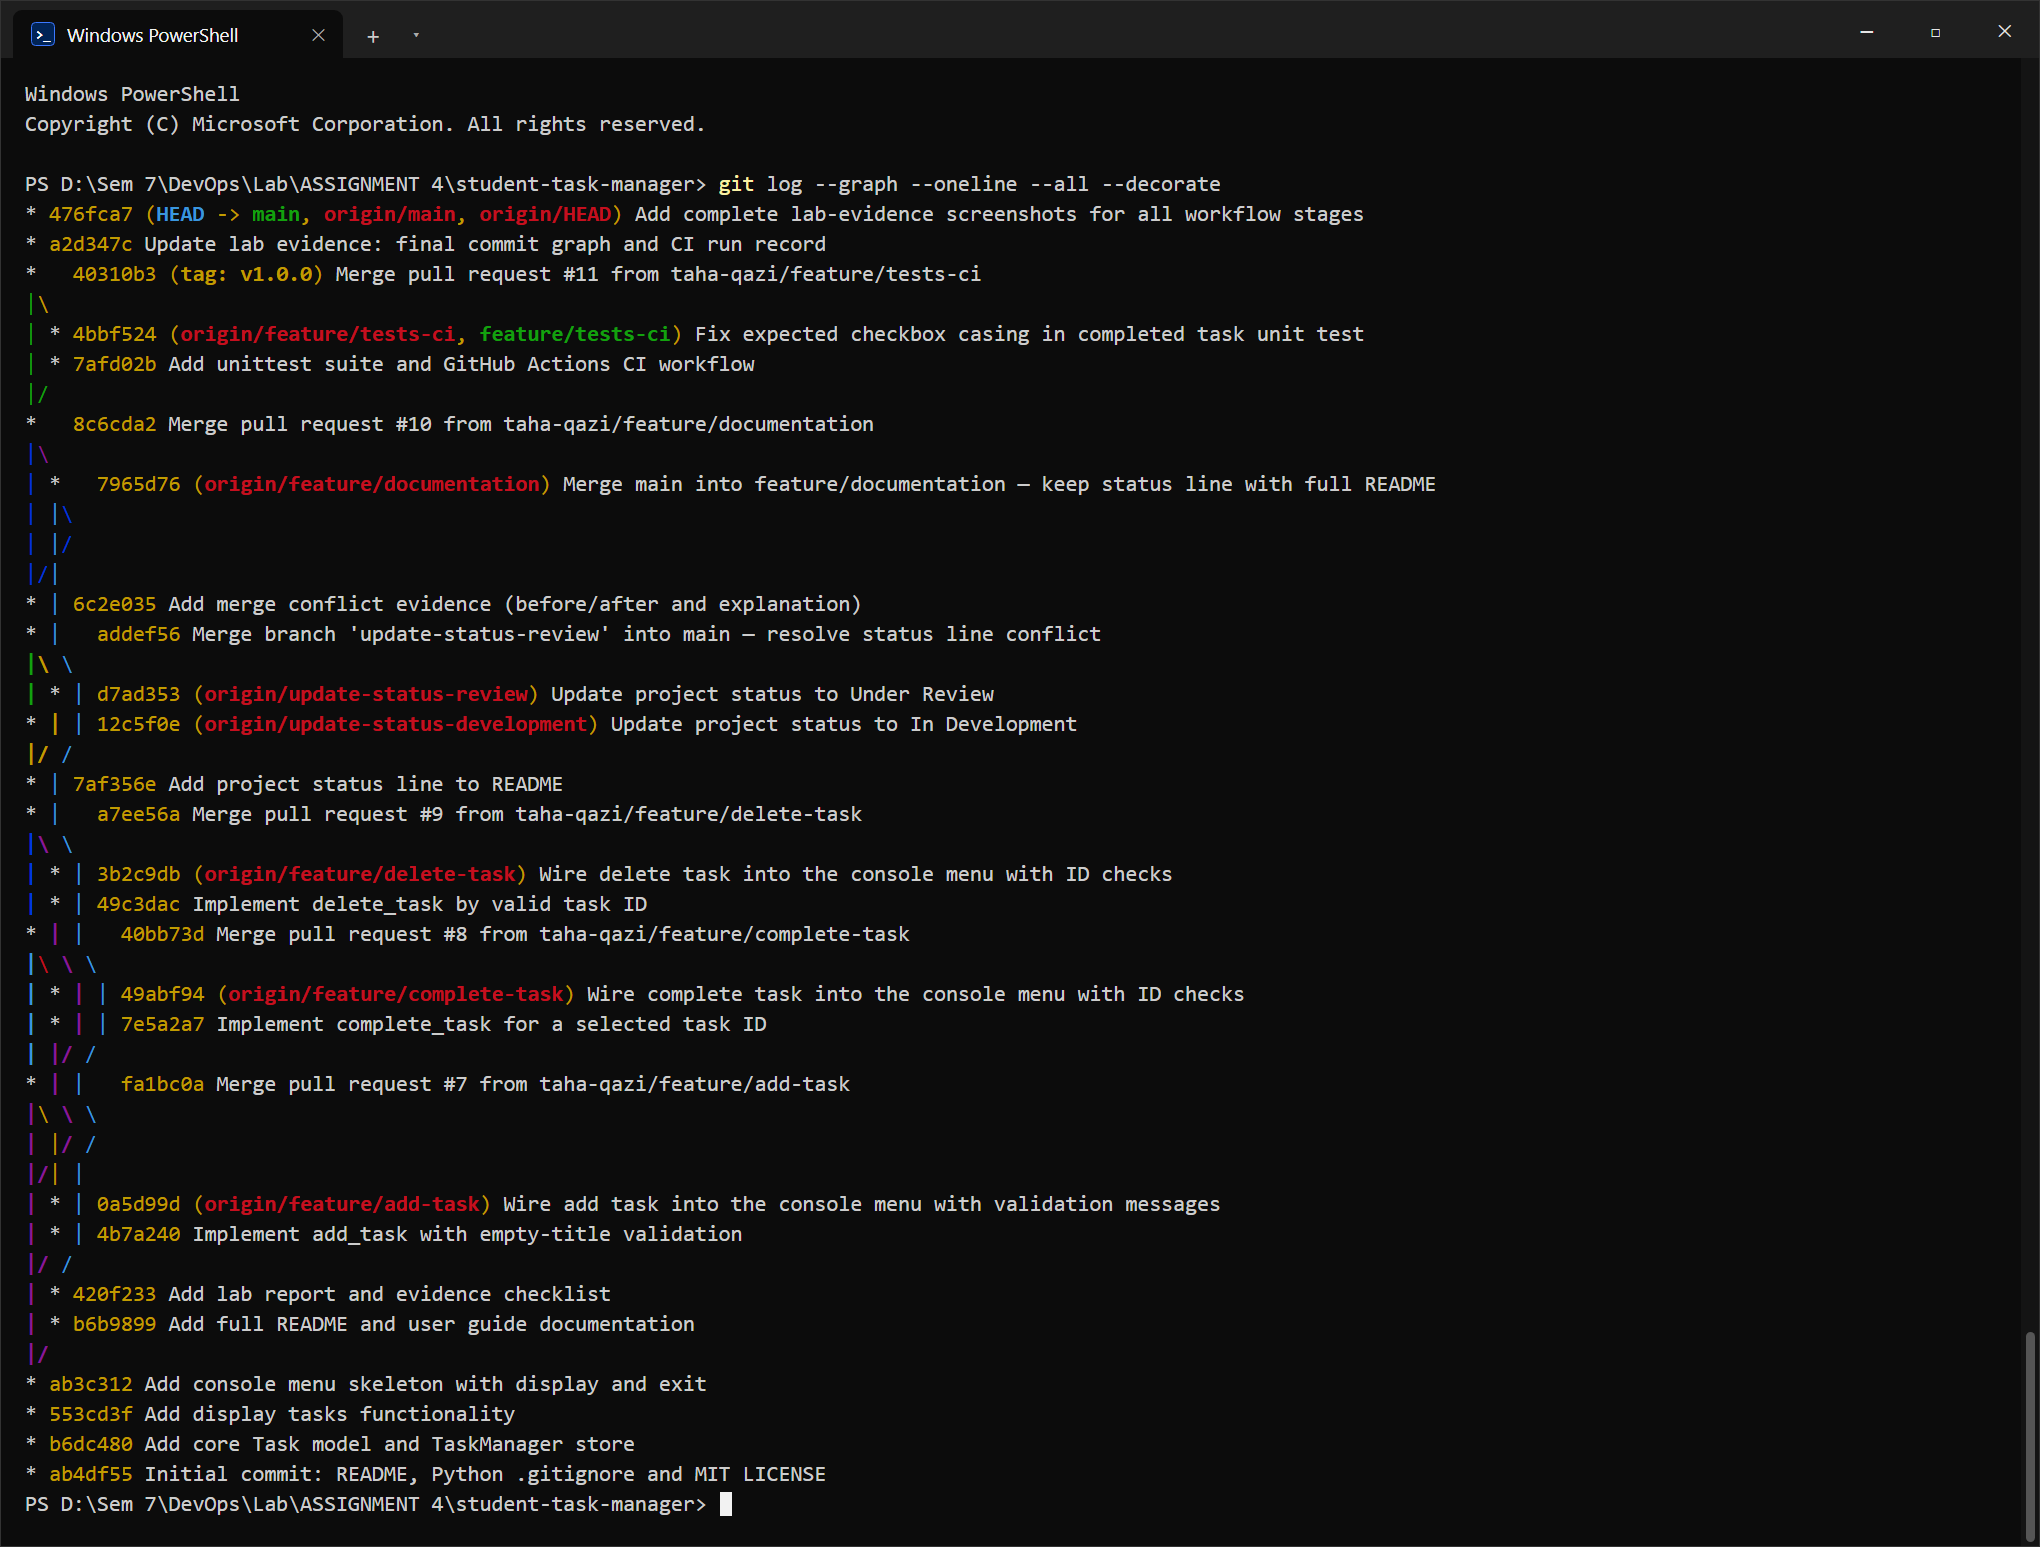 Windows PowerShell
Windows PowerShell
Copyright (C) Microsoft Corporation. All rights reserved.
PS D:\Sem 7\DevOps\Lab\ASSIGNMENT 4\student-task-manager> git log --graph --oneline --all --decorate
* 476fca7 (HEAD -> main, origin/main, origin/HEAD) Add complete lab-evidence screenshots for all workflow stages
* a2d347c Update lab evidence: final commit graph and CI run record
*   40310b3 (tag: v1.0.0) Merge pull request #11 from taha-qazi/feature/tests-ci
|\
| * 4bbf524 (origin/feature/tests-ci, feature/tests-ci) Fix expected checkbox casing in completed task unit test
| * 7afd02b Add unittest suite and GitHub Actions CI workflow
|/
*   8c6cda2 Merge pull request #10 from taha-qazi/feature/documentation
|\
| *   7965d76 (origin/feature/documentation) Merge main into feature/documentation — keep status line with full README
| |\
| |/
|/|
* | 6c2e035 Add merge conflict evidence (before/after and explanation)
* |   addef56 Merge branch 'update-status-review' into main — resolve status line conflict
|\ \
| * | d7ad353 (origin/update-status-review) Update project status to Under Review
* | | 12c5f0e (origin/update-status-development) Update project status to In Development
|/ /
* | 7af356e Add project status line to README
* |   a7ee56a Merge pull request #9 from taha-qazi/feature/delete-task
|\ \
| * | 3b2c9db (origin/feature/delete-task) Wire delete task into the console menu with ID checks
| * | 49c3dac Implement delete_task by valid task ID
* | |   40bb73d Merge pull request #8 from taha-qazi/feature/complete-task
|\ \ \
| * | | 49abf94 (origin/feature/complete-task) Wire complete task into the console menu with ID checks
| * | | 7e5a2a7 Implement complete_task for a selected task ID
| |/ /
* | |   fa1bc0a Merge pull request #7 from taha-qazi/feature/add-task
|\ \ \
| |/ /
|/| |
| * | 0a5d99d (origin/feature/add-task) Wire add task into the console menu with validation messages
| * | 4b7a240 Implement add_task with empty-title validation
|/ /
| * 420f233 Add lab report and evidence checklist
| * b6b9899 Add full README and user guide documentation
|/
* ab3c312 Add console menu skeleton with display and exit
* 553cd3f Add display tasks functionality
* b6dc480 Add core Task model and TaskManager store
* ab4df55 Initial commit: README, Python .gitignore and MIT LICENSE
PS D:\Sem 7\DevOps\Lab\ASSIGNMENT 4\student-task-manager>